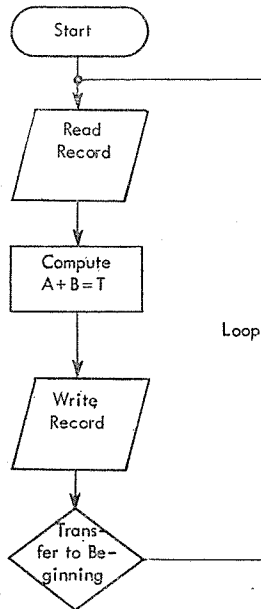 Start
Read
Record
Compute
A+B=T
Loop
Write
Record
Trans-
fer to Be-
ginning